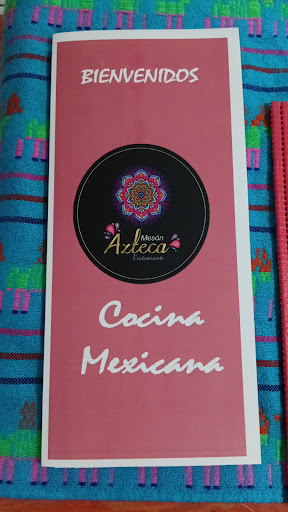 BIENVENIDOS
Mesón
Azteca
Restaurante
Cocina
Mexicana